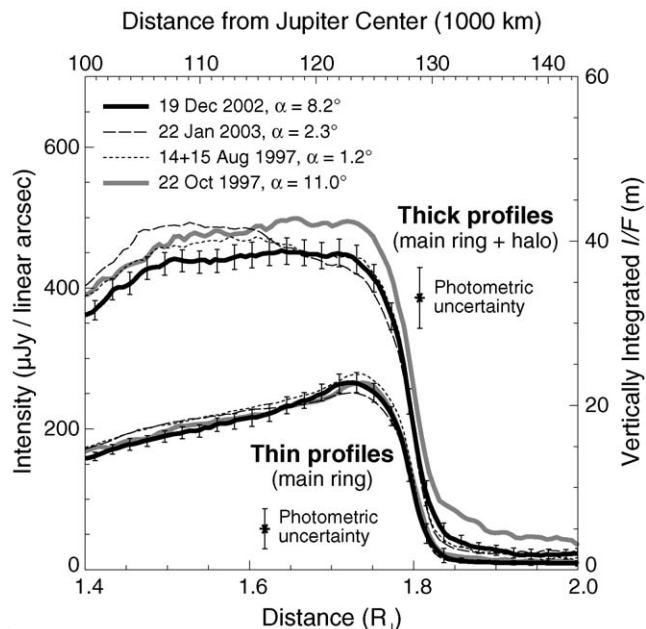 Distance from Jupiter Center (1000 km)
100 110 120 130 140
19 Dec 2002, α = 8.2°
22 Jan 2003, α = 2.3°
14+15 Aug 1997, α = 1.2°
22 Oct 1997, α = 11.0°
Thick profiles
(main ring + halo)
Photometric
uncertainty
Thin profiles
(main ring)
Photometric
uncertainty
Intensity (μJy / linear arcsec)
600
400
200
0
Vertically Integrated I/F (m)
60
40
20
0
1.4 1.6 1.8 2.0
Distance (RJ)